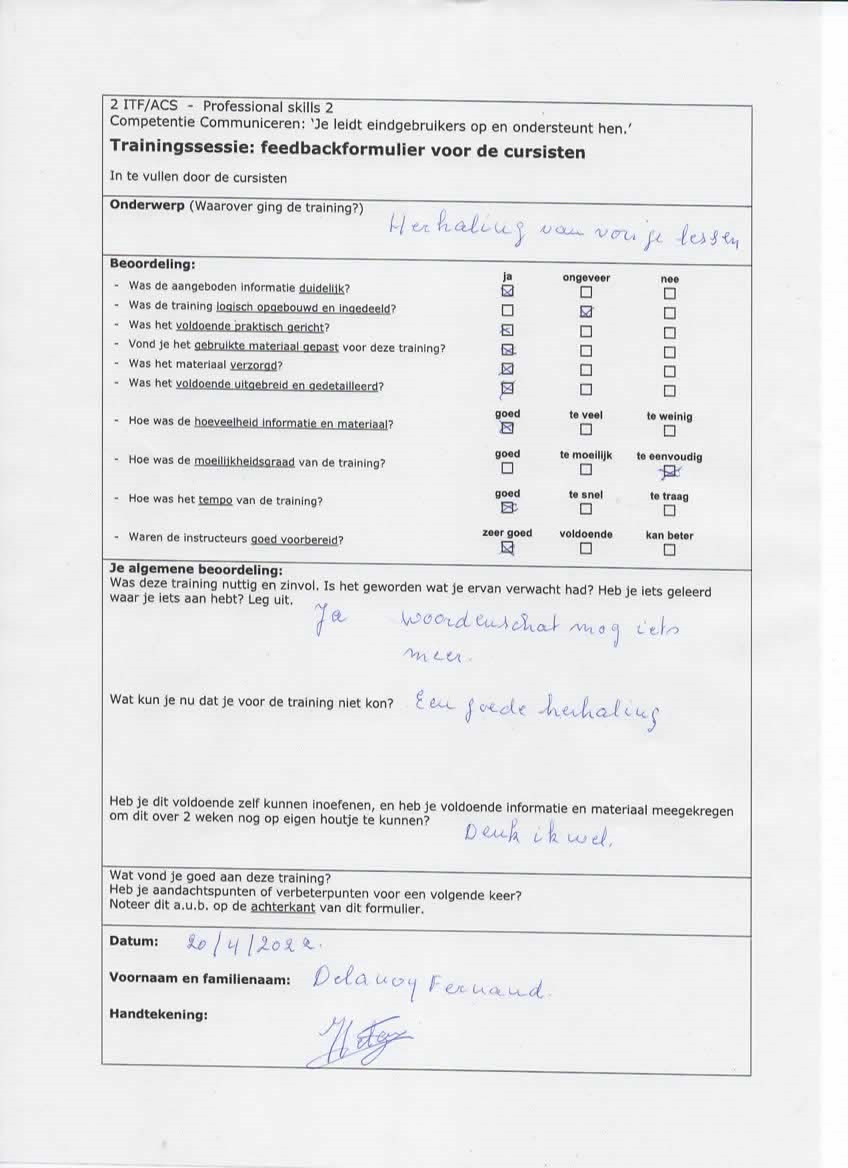 2 ITF/ACS - Professional skills 2
Competentie Communiceren: 'Je leidt eindgebruikers op en ondersteunt hen.'
Trainingssessie: feedbackformulier voor de cursisten
In te vullen door de cursisten
Onderwerp (Waarover ging de training?) Herhaling van vorige lessen
Beoordeling: ja ongeveer nee
- Was de aangeboden informatie duidelijk? ☒ ☐ ☐
- Was de training logisch opgebouwd en ingedeeld? ☐ ☒ ☐
- Was het voldoende praktisch gericht? ☒ ☐ ☐
- Vond je het gebruikte materiaal gepast voor deze training? ☒ ☐ ☐
- Was het materiaal verzorgd? ☒ ☐ ☐
- Was het voldoende uitgebreid en gedetailleerd? ☒ ☐ ☐
goed te veel te weinig
- Hoe was de hoeveelheid informatie en materiaal? ☒ ☐ ☐
goed te moeilijk te eenvoudig
- Hoe was de moeilijkheidsgraad van de training? ☐ ☐ ☒
goed te snel te traag
- Hoe was het tempo van de training? ☒ ☐ ☐
zeer goed voldoende kan beter
- Waren de instructeurs goed voorbereid? ☒ ☐ ☐
Je algemene beoordeling:
Was deze training nuttig en zinvol. Is het geworden wat je ervan verwacht had? Heb je iets geleerd
waar je iets aan hebt? Leg uit.
Ja woordenschat mog iets
meer.
Wat kun je nu dat je voor de training niet kon? Een goede herhaling
Heb je dit voldoende zelf kunnen inoefenen, en heb je voldoende informatie en materiaal meegekregen
om dit over 2 weken nog op eigen houtje te kunnen?
Denk ik wel.
Wat vond je goed aan deze training?
Heb je aandachtspunten of verbeterpunten voor een volgende keer?
Noteer dit a.u.b. op de achterkant van dit formulier.
Datum: 20/4/2022.
Voornaam en familienaam: Delanoy Fernand.
Handtekening: